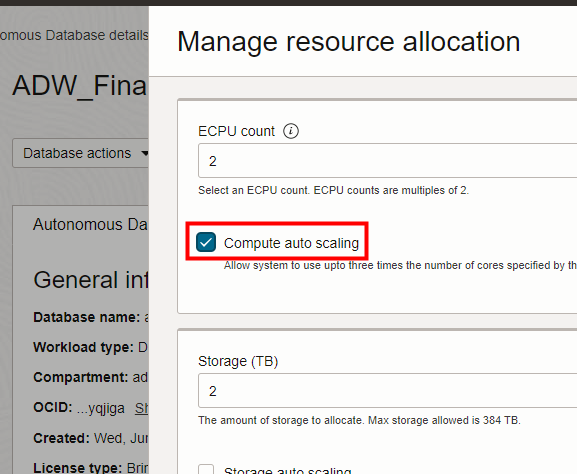 nomous Database details
Manage resource allocation
ADW_Fina
ECPU count
Database actions
2
Select an ECPU count. ECPU counts are multiples of 2.
Autonomous Da
Compute auto scaling
Allow system to use upto three times the number of cores specified by th
General inf
Database name: a
Workload type: D
Storage (TB)
Compartment: ad
2
OCID: ...yqjiga Sh
The amount of storage to allocate. Max storage allowed is 384 TB.
Created: Wed, Jun
License type: Brin
Storage auto scaling